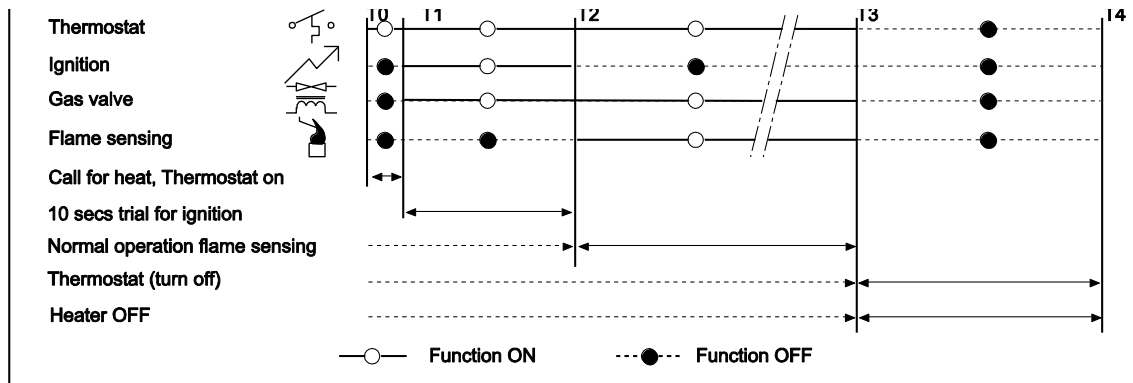 T0 T1 T2 T3 T4
Thermostat
Ignition
Gas valve
Flame sensing
Call for heat, Thermostat on
10 secs trial for ignition
Normal operation flame sensing
Thermostat (turn off)
Heater OFF
Function ON Function OFF